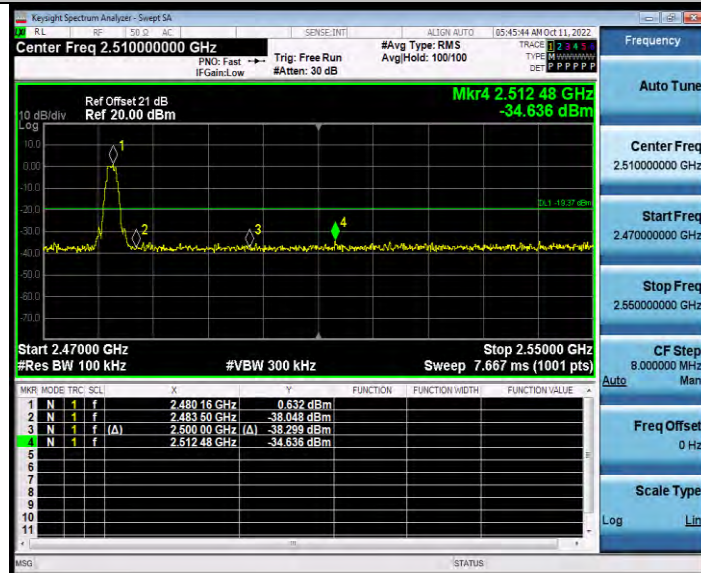 Keysight Spectrum Analyzer - Swept SA
LXI RL RF 50 Ω AC SENSE:INT ALIGN AUTO 05:45:44 AM Oct 11, 2022
Center Freq 2.510000000 GHz
PNO: Fast
IFGain:Low
Trig: Free Run
#Atten: 30 dB
#Avg Type: RMS
Avg|Hold: 100/100
TRACE 1 2 3 4 5 6
TYPE M WWWWW
DET P P P P P P
Ref Offset 21 dB
10 dB/div Ref 20.00 dBm
Log
Mkr4 2.512 48 GHz
-34.636 dBm
10.0
0.00
-10.0
-20.0
-30.0
-40.0
-50.0
-60.0
-70.0
1
2
3
4
DL1 -19.37 dBm
Start 2.47000 GHz Stop 2.55000 GHz
#Res BW 100 kHz #VBW 300 kHz Sweep 7.667 ms (1001 pts)
MKR MODE TRC SCL X Y FUNCTION FUNCTION WIDTH FUNCTION VALUE
1 N 1 f 2.480 16 GHz 0.632 dBm
2 N 1 f 2.483 50 GHz -38.048 dBm
3 N 1 f (Δ) 2.500 00 GHz (Δ) -38.299 dBm
4 N 1 f 2.512 48 GHz -34.636 dBm
5
6
7
8
9
10
11
MSG STATUS
Frequency
Auto Tune
Center Freq
2.510000000 GHz
Start Freq
2.470000000 GHz
Stop Freq
2.550000000 GHz
CF Step
8.000000 MHz
Auto Man
Freq Offset
0 Hz
Scale Type
Log Lin